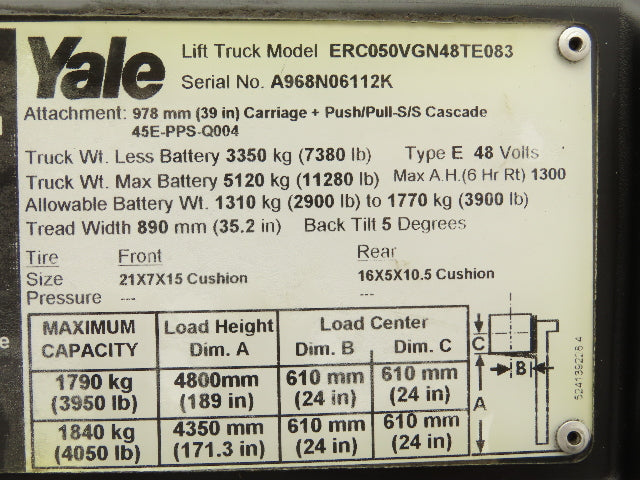 Yale
Lift Truck Model ERC050VGN48TE083
Serial No. A968N06112K
Attachment: 978 mm (39 in) Carriage + Push/Pull-S/S Cascade
45E-PPS-Q004
Truck Wt. Less Battery 3350 kg (7380 lb) Type E 48 Volts
Truck Wt. Max Battery 5120 kg (11280 lb) Max A.H.(6 Hr Rt) 1300
Allowable Battery Wt. 1310 kg (2900 lb) to 1770 kg (3900 lb)
Tread Width 890 mm (35.2 in) Back Tilt 5 Degrees
Tire Front Rear
Size 21X7X15 Cushion 16X5X10.5 Cushion
Pressure --- ---
MAXIMUM CAPACITY Load Height Dim. A Load Center
Dim. B Dim. C
1790 kg 4800mm 610 mm 610 mm
(3950 lb) (189 in) (24 in) (24 in)
1840 kg 4350 mm 610 mm 610 mm
(4050 lb) (171.3 in) (24 in) (24 in)
C
B
A